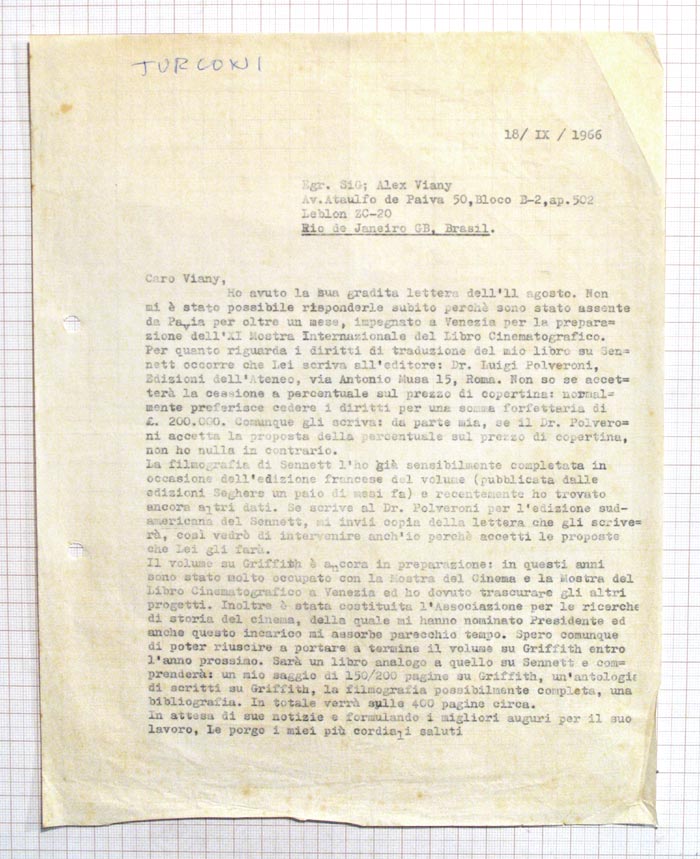 TURCONI
18/ IX / 1966
Egr. SiG; Alex Viany
Av.Ataulfo de Paiva 50,Bloco B-2,ap.502
Leblon ZC-20
Rio de Janeiro GB, Brasil.
Caro Viany,
Ho avuto la sua gradita lettera dell'11 agosto. Non
mi è stato possibile risponderle subito perchè sono stato assente
da Pavia per oltre un mese, impegnato a Venezia per la prepara=
zione dell'XI Mostra Internazionale del Libro Cinematografico.
Per quanto riguarda i diritti di traduzione del mio libro su Sen=
nett occorre che Lei scriva all'editore: Dr. Luigi Polveroni,
Edizioni dell'Ateneo, via Antonio Musa 15, Roma. Non so se accet=
terà la cessione a percentuale sul prezzo di copertina: normal=
mente preferisce cedere i diritti per una somma forfettaria di
£. 200.000. Comunque gli scriva: da parte mia, se il Dr. Polvero=
ni accetta la proposta della percentuale sul prezzo di copertina,
non ho nulla in contrario.
La filmografia di Sennett l'ho già sensibilmente completata in
occasione dell'edizione francese del volume (pubblicata dalle
edizioni Seghers un paio di mesi fa) e recentemente ho trovato
ancora altri dati. Se scrive al Dr. Polveroni per l'edizione sud-
americana del Sennett, mi invii copia della lettera che gli scrive=
rà, così vedrò di intervenire anch'io perchè accetti le proposte
che Lei gli farà.
Il volume su Griffith è ancora in preparazione: in questi anni
sono stato molto occupato con la Mostra del Cinema e la Mostra del
Libro Cinematografico a Venezia ed ho dovuto trascurare gli altri
progetti. Inoltre è stata costituita l'Associazione per le ricerche
di storia del cinema, della quale mi hanno nominato Presidente ed
anche questo incarico mi assorbe parecchio tempo. Spero comunque
di poter riuscire a portare a termine il volume su Griffith entro
l'anno prossimo. Sarà un libro analogo a quello su Sennett e com=
prenderà: un mio saggio di 150/200 pagine su Griffith, un'antologia
di scritti su Griffith, la filmografia possibilmente completa, una
bibliografia. In totale verrà sulle 400 pagine circa.
In attesa di sue notizie e formulando i migliori auguri per il suo
lavoro, Le porgo i miei più cordiali saluti